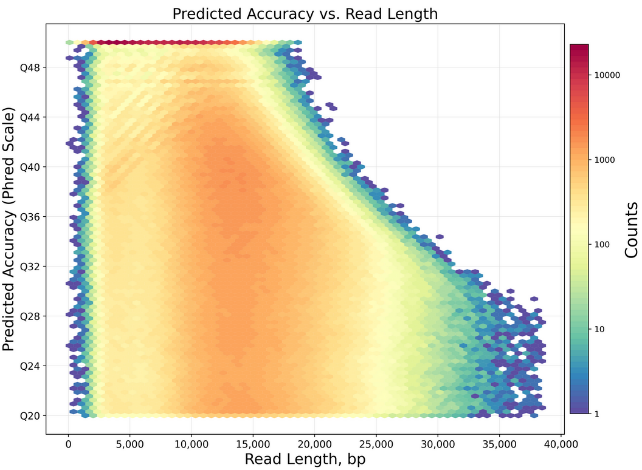 Predicted Accuracy vs. Read Length
Predicted Accuracy (Phred Scale)
Q48
Q44
Q40
Q36
Q32
Q28
Q24
Q20
0 5,000 10,000 15,000 20,000 25,000 30,000 35,000 40,000
Read Length, bp
10000
1000
100
10
1
Counts